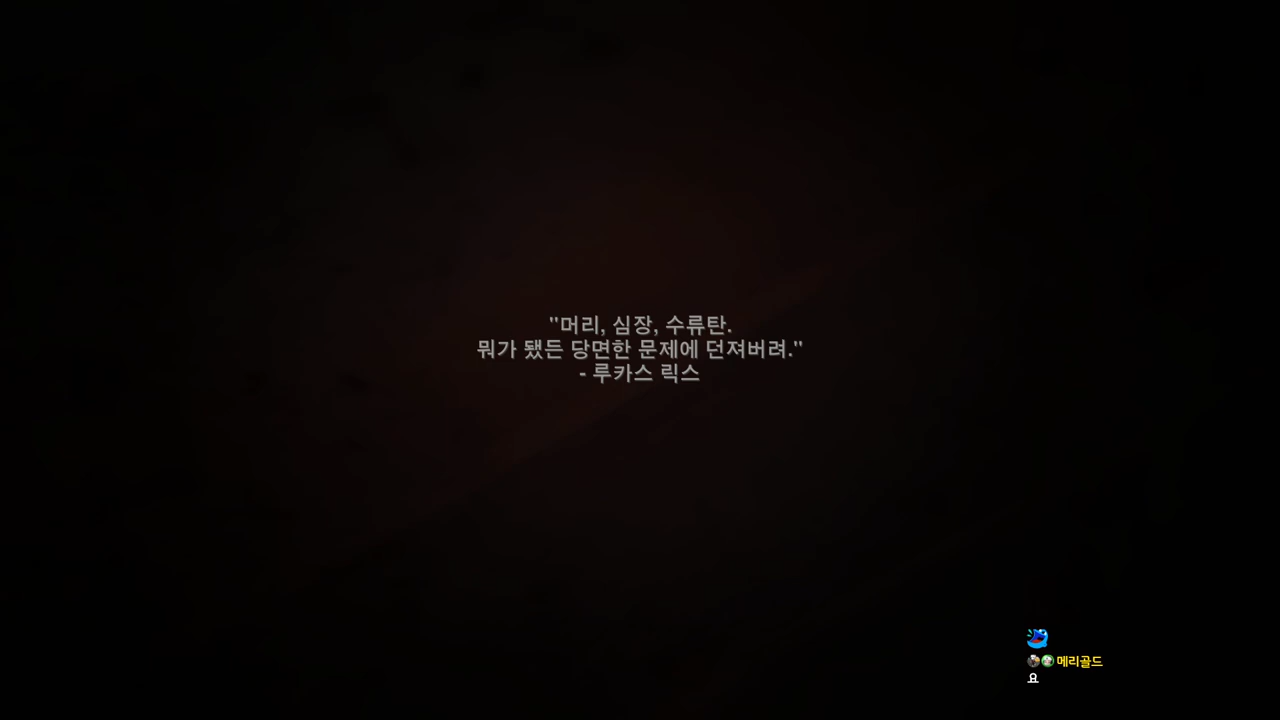 "머리, 심장, 수류탄.
뭐가 됐든 당면한 문제에 던져버려."
- 루카스 릭스
메리골드
요